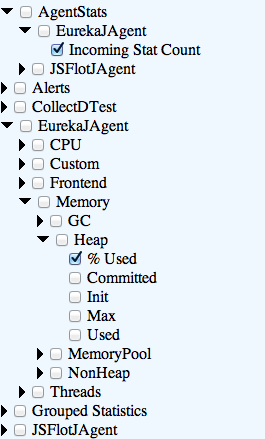 AgentStats
EurekaJAgent
Incoming Stat Count
JSFlotJAgent
Alerts
CollectDTest
EurekaJAgent
CPU
Custom
Frontend
Memory
GC
Heap
% Used
Committed
Init
Max
Used
MemoryPool
NonHeap
Threads
Grouped Statistics
JSFlotJAgent